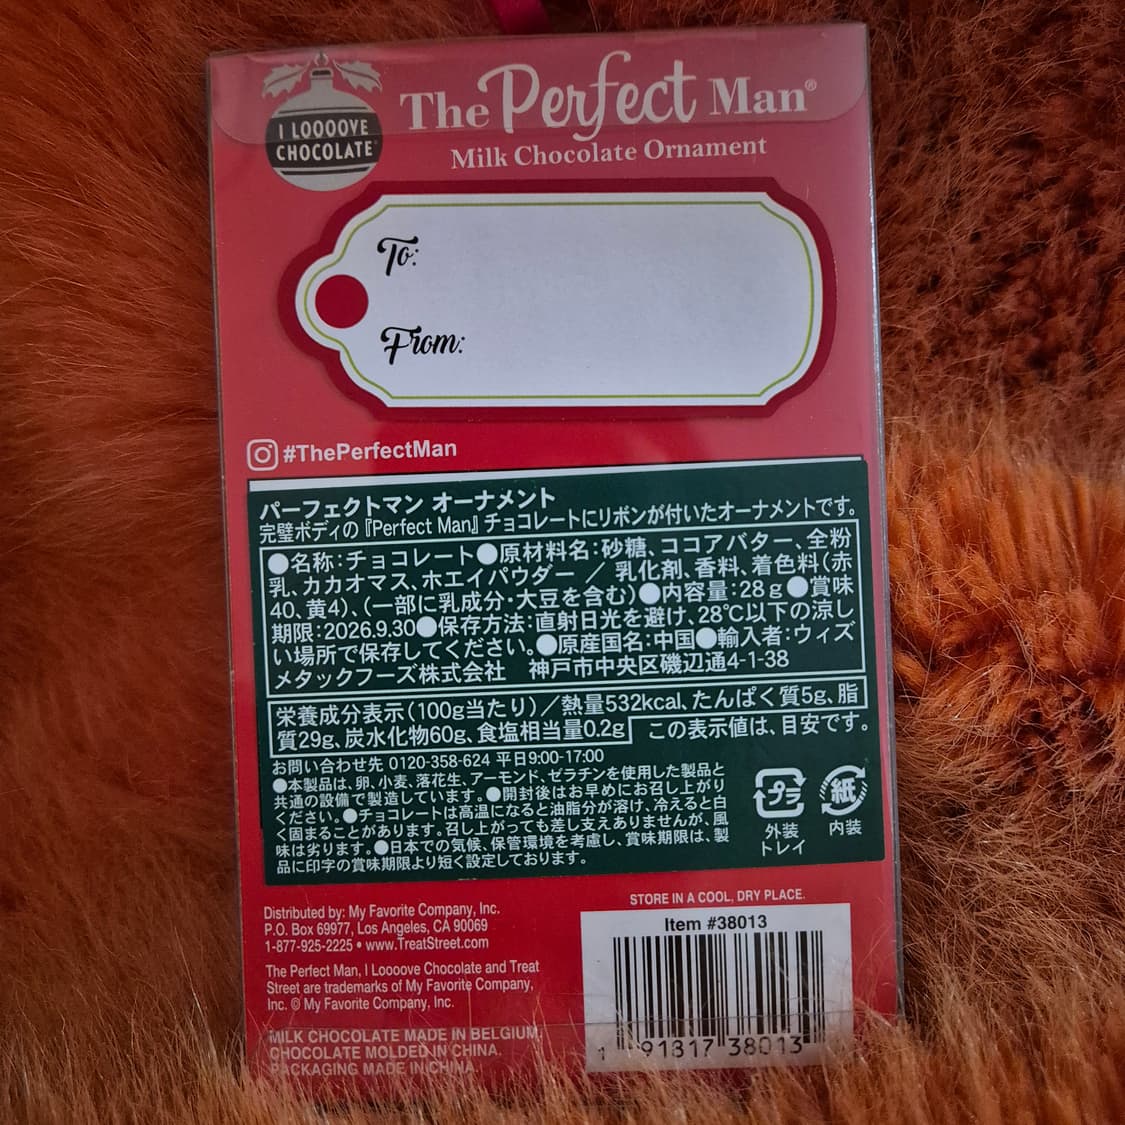 I LOOOOVE
CHOCOLATE
The Perfect Man®
Milk Chocolate Ornament
To:
From:
#ThePerfectMan
パーフェクトマン オーナメント
完璧ボディの『Perfect Man』チョコレートにリボンが付いたオーナメントです。
●名称:チョコレート●原材料名:砂糖、ココアバター、全粉
乳、カカオマス、ホエイパウダー ／ 乳化剤、香料、着色料(赤
40、黄4)、(一部に乳成分・大豆を含む)●内容量:28g●賞味
期限:2026.9.30●保存方法:直射日光を避け、28℃以下の涼し
い場所で保存してください。●原産国名:中国●輸入者:ウィズ
メタックフーズ株式会社 神戸市中央区磯辺通4-1-38
栄養成分表示(100g当たり)／熱量532kcal、たんぱく質5g、脂
質29g、炭水化物60g、食塩相当量0.2g この表示値は、目安です。
お問い合わせ先 0120-358-624 平日9:00-17:00
●本製品は、卵、小麦、落花生、アーモンド、ゼラチンを使用した製品と
共通の設備で製造しています。●開封後はお早めにお召し上がり
ください。●チョコレートは高温になると油脂分が溶け、冷えると白
く固まることがあります。召し上がっても差し支えありませんが、風
味は劣ります。●日本での気候、保管環境を考慮し、賞味期限は、製
品に印字の賞味期限より短く設定しております。
プラ
外装
トレイ
紙
内装
STORE IN A COOL, DRY PLACE.
Item #38013
1 91817 38013
Distributed by: My Favorite Company, Inc.
P.O. Box 69977, Los Angeles, CA 90069
1-877-925-2225 • www.TreatStreet.com
The Perfect Man, I Loooove Chocolate and Treat
Street are trademarks of My Favorite Company,
Inc. © My Favorite Company, Inc.
MILK CHOCOLATE MADE IN BELGIUM.
CHOCOLATE MOLDED IN CHINA.
PACKAGING MADE IN CHINA.